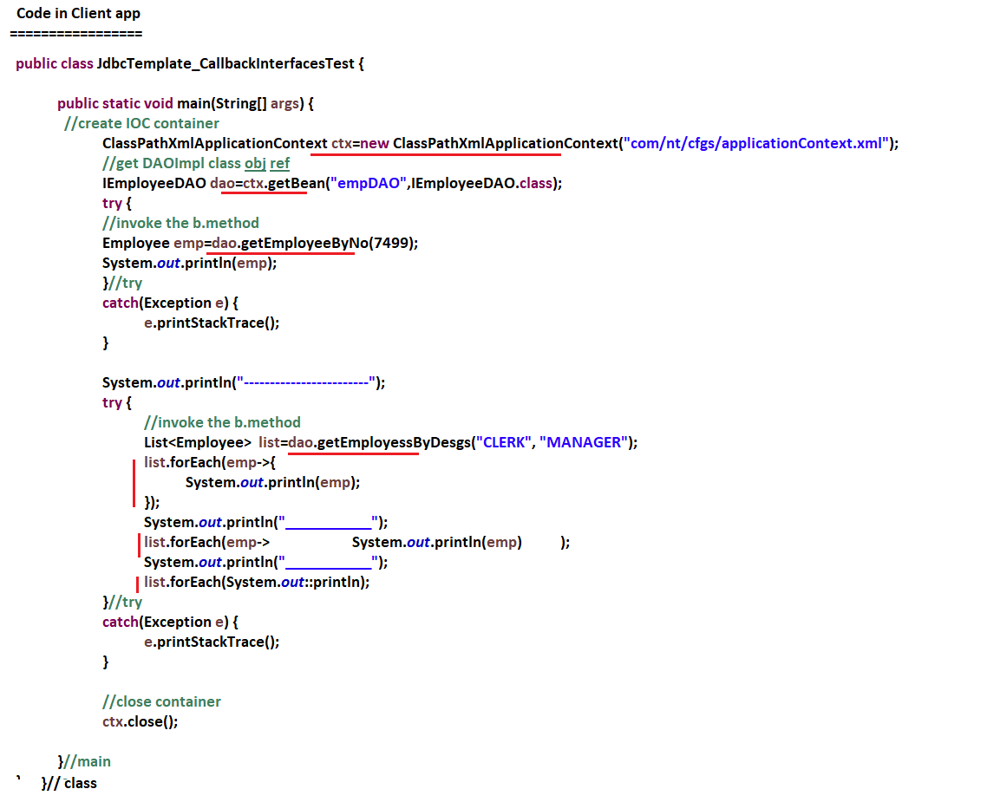 Code in Client app
=================
public class JdbcTemplate_CallbackInterfacesTest {
public static void main(String[] args) {
//create IOC container
ClassPathXmlApplicationContext ctx=new ClassPathXmlApplicationContext("com/nt/cfgs/applicationContext.xml");
//get DAOImpl class obj ref
IEmployeeDAO dao=ctx.getBean("empDAO",IEmployeeDAO.class);
try {
//invoke the b.method
Employee emp=dao.getEmployeeByNo(7499);
System.out.println(emp);
}//try
catch(Exception e) {
e.printStackTrace();
}
System.out.println("------------------------");
try {
//invoke the b.method
List<Employee> list=dao.getEmployessByDesgs("CLERK", "MANAGER");
list.forEach(emp->{
System.out.println(emp);
});
System.out.println("___________");
list.forEach(emp-> System.out.println(emp) );
System.out.println("___________");
list.forEach(System.out::println);
}//try
catch(Exception e) {
e.printStackTrace();
}
//close container
ctx.close();
}//main
}// class